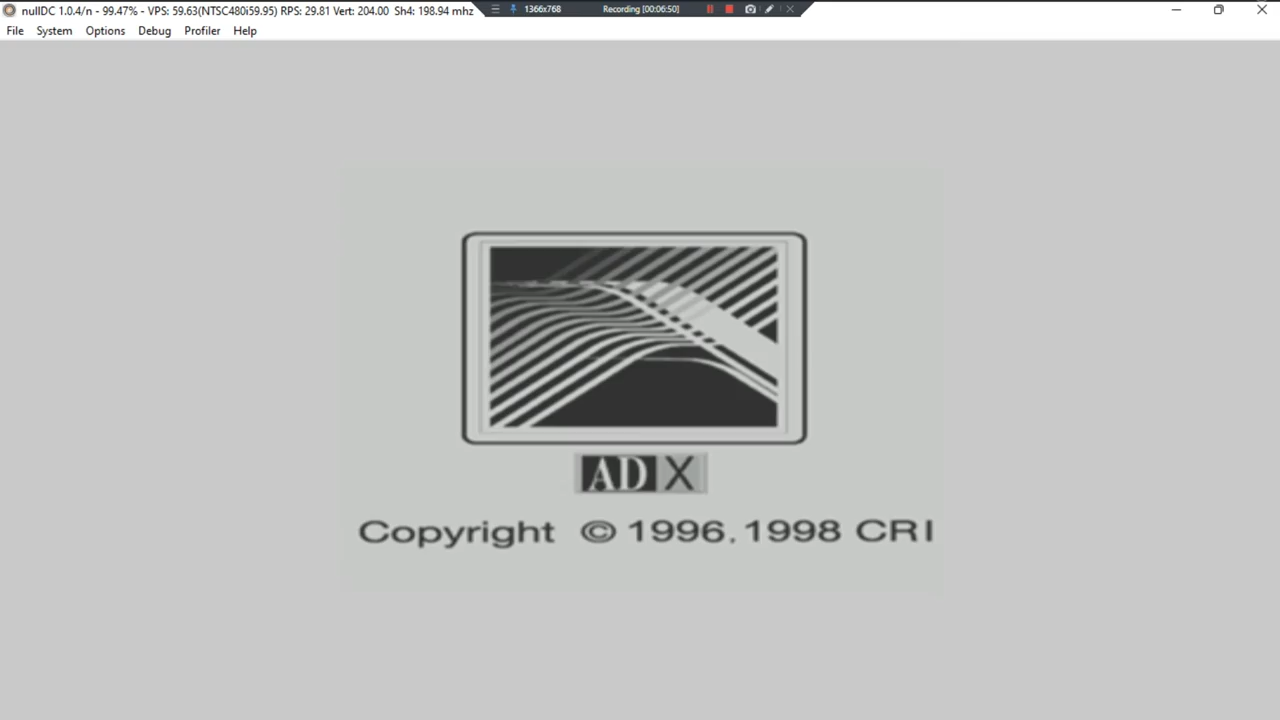 nullDC 1.0.4/n - 99.47% - VPS: 59.63(NTSC480i59.95) RPS: 29.81 Vert: 204.00 Sh4: 198.94 mhz
1366x768
Recording [00:06:50]
File System Options Debug Profiler Help
ADX
Copyright © 1996.1998 CRI